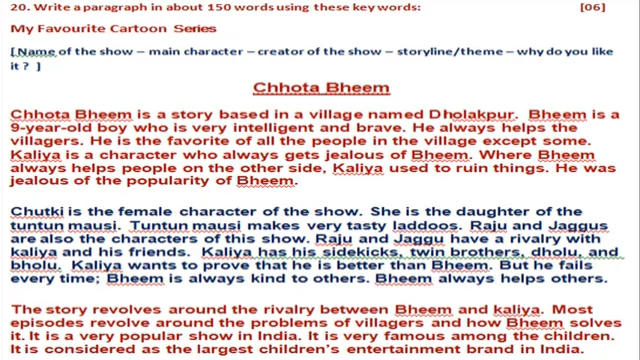 20. Write a paragraph in about 150 words using these key words: [06]
My Favourite Cartoon Series
[ Name of the show – main character – creator of the show – storyline/theme – why do you like
it ? ]
Chhota Bheem
Chhota Bheem is a story based in a village named Dholakpur. Bheem is a
9-year-old boy who is very intelligent and brave. He always helps the
villagers. He is the favorite of all the people in the village except some.
Kaliya is a character who always gets jealous of Bheem. Where Bheem
always helps people on the other side, Kaliya used to ruin things. He was
jealous of the popularity of Bheem.
Chutki is the female character of the show. She is the daughter of the
tuntun mausi. Tuntun mausi makes very tasty laddoos. Raju and Jaggus
are also the characters of this show. Raju and Jaggu have a rivalry with
kaliya and his friends. Kaliya has his sidekicks, twin brothers, dholu, and
bholu. Kaliya wants to prove that he is better than Bheem. But he fails
every time; Bheem is always kind to others. Bheem always helps others.
The story revolves around the rivalry between Bheem and kaliya. Most
episodes revolve around the problems of villagers and how Bheem solves
it. It is a very popular show in India. It is very famous among the children.
It is considered as the largest children's entertainment brand in India.